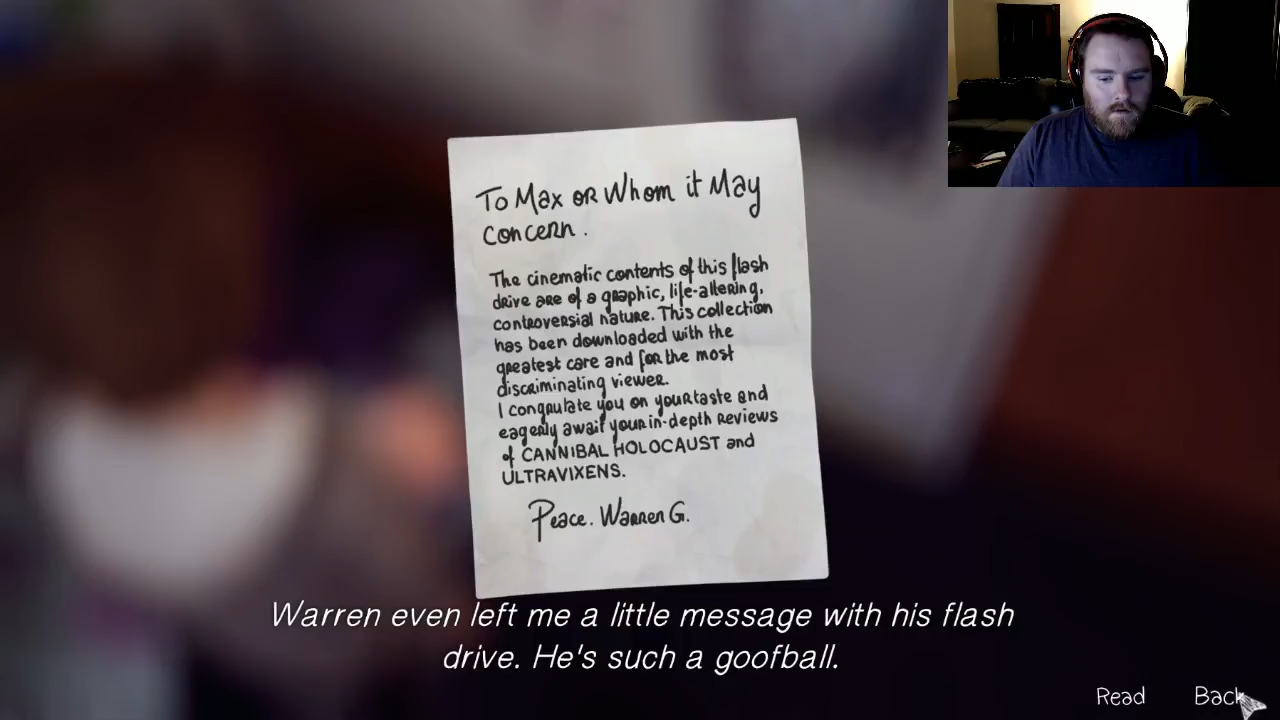 To Max or Whom it May
Concern.
The cinematic contents of this flash
drive are of a graphic, life-altering,
controversial nature. This collection
has been downloaded with the
greatest care and for the most
discriminating viewer.
I congrulate you on your taste and
eagerly await your in-depth reviews
of CANNIBAL HOLOCAUST and
ULTRAVIXENS.
Peace. Warren G.
Warren even left me a little message with his flash
drive. He's such a goofball.
Read Back